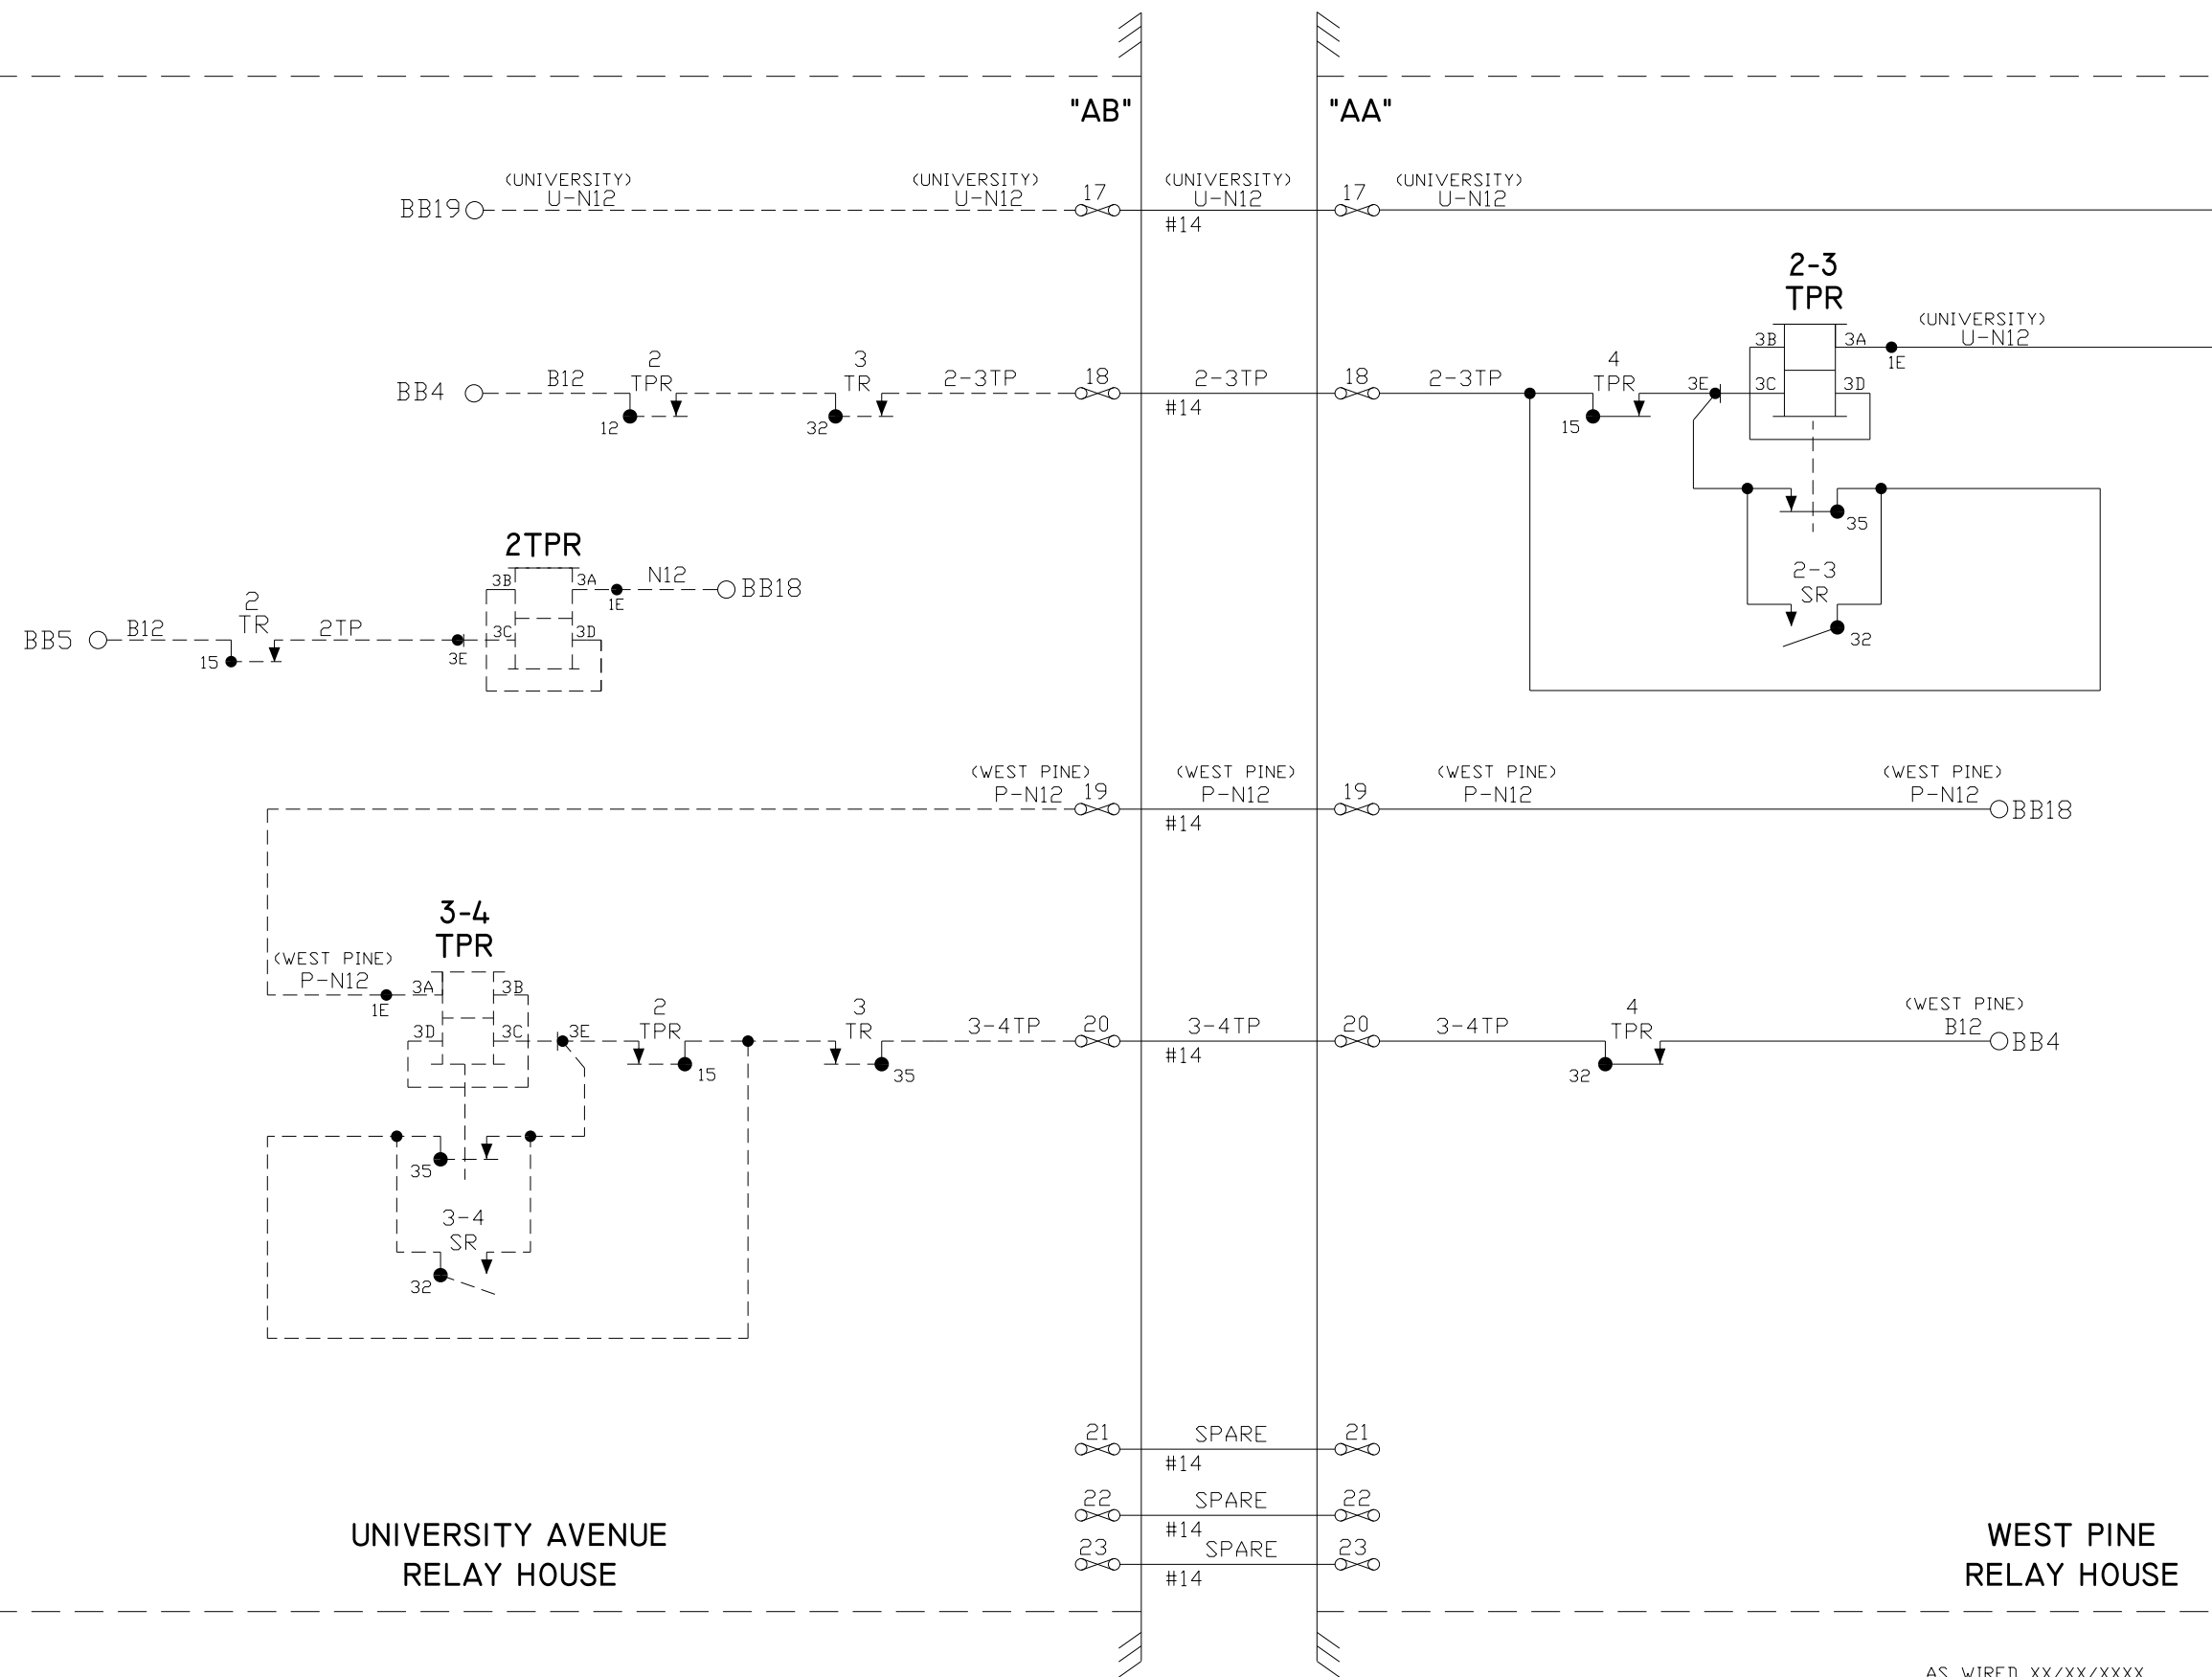 "AB"
"AA"
(UNIVERSITY)
U-N12
(UNIVERSITY)
U-N12
(UNIVERSITY)
U-N12
(UNIVERSITY)
U-N12
BB19
17
#14
17
2-3
TPR
(UNIVERSITY)
U-N12
3B
3A
1E
BB4
B12
2
TPR
12
3
TR
32
2-3TP
18
2-3TP
#14
18
2-3TP
4
TPR
15
3E
3C
3D
35
2-3
SR
32
2TPR
3B
3A
1E
N12
BB18
BB5
B12
2
TR
15
2TP
3E
3C
3D
(WEST PINE)
P-N12
19
(WEST PINE)
P-N12
#14
19
(WEST PINE)
P-N12
(WEST PINE)
P-N12
BB18
3-4
TPR
(WEST PINE)
P-N12
1E
3A
3B
3D
3C
3E
2
TPR
15
3
TR
35
3-4TP
20
3-4TP
#14
20
3-4TP
4
TPR
32
(WEST PINE)
B12
BB4
35
3-4
SR
32
21
SPARE
#14
21
22
SPARE
#14
22
23
SPARE
#14
23
UNIVERSITY AVENUE
RELAY HOUSE
WEST PINE
RELAY HOUSE
AS WIRED XX/XX/XXXX